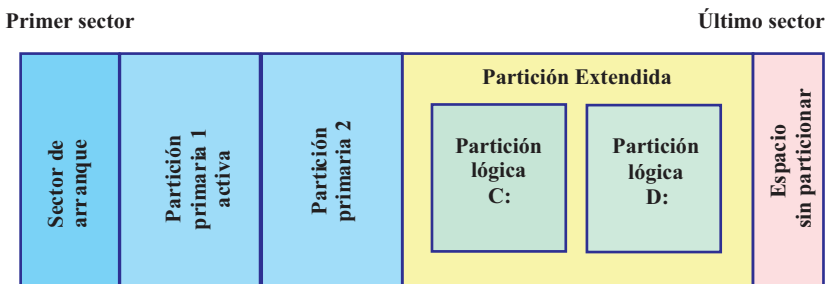 Primer sector
Último sector
Sector de
arranque
Partición
primaria 1
activa
Partición
primaria 2
Partición Extendida
Partición
lógica
C:
Partición
lógica
D:
Espacio
sin particionar